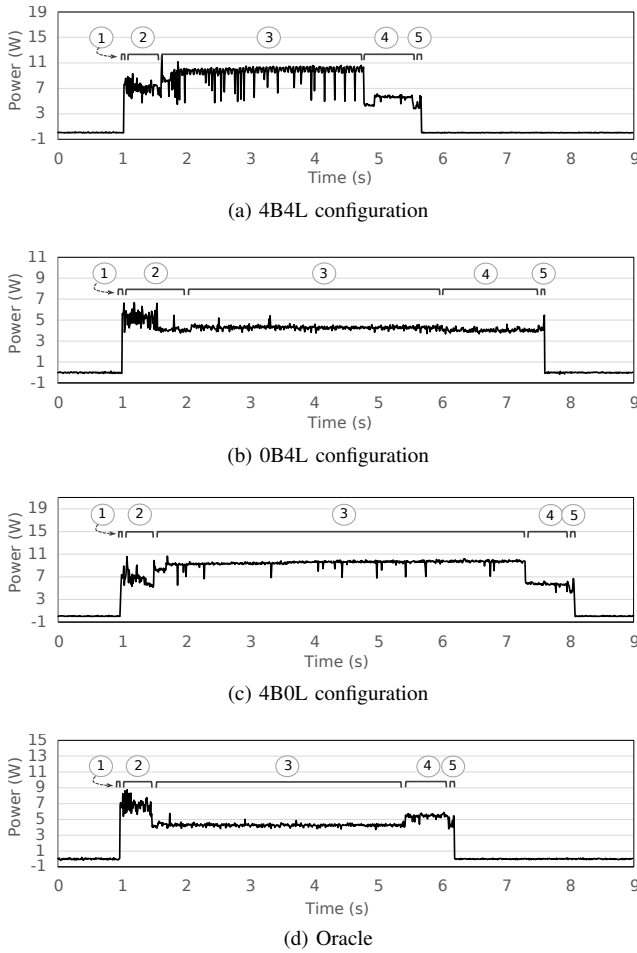 19
15
11
7
3
-1
Power (W)
1 2 3 4 5
0 1 2 3 4 5 6 7 8 9
Time (s)
(a) 4B4L configuration
11
9
7
5
3
1
-1
Power (W)
1 2 3 4 5
0 1 2 3 4 5 6 7 8 9
Time (s)
(b) 0B4L configuration
19
15
11
7
3
-1
Power (W)
1 2 3 4 5
0 1 2 3 4 5 6 7 8 9
Time (s)
(c) 4B0L configuration
15
13
11
9
7
5
3
1
-1
Power (W)
1 2 3 4 5
0 1 2 3 4 5 6 7 8 9
Time (s)
(d) Oracle